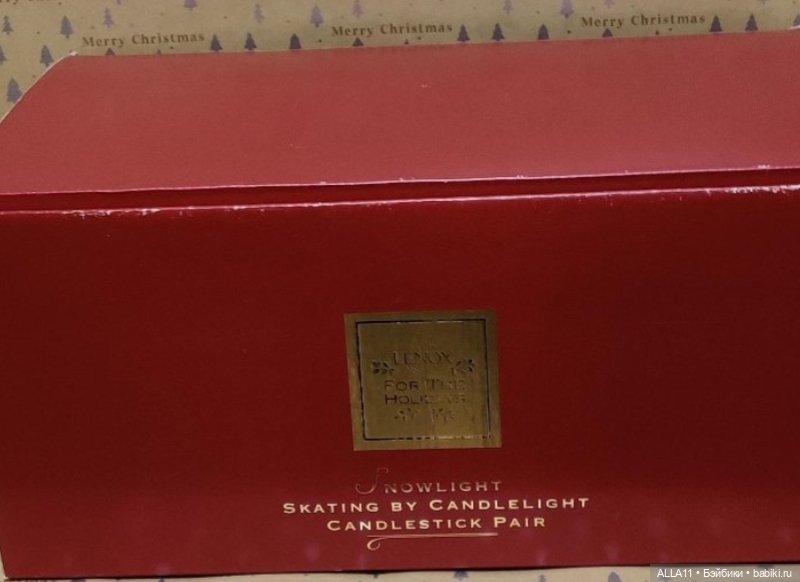 Merry Christmas
Merry Christmas
Merry Christmas
LENOX
FOR THE
HOLIDAYS
SNOWLIGHT
SKATING BY CANDLELIGHT
CANDLESTICK PAIR
ALLA11 • Бэйбики • babiki.ru